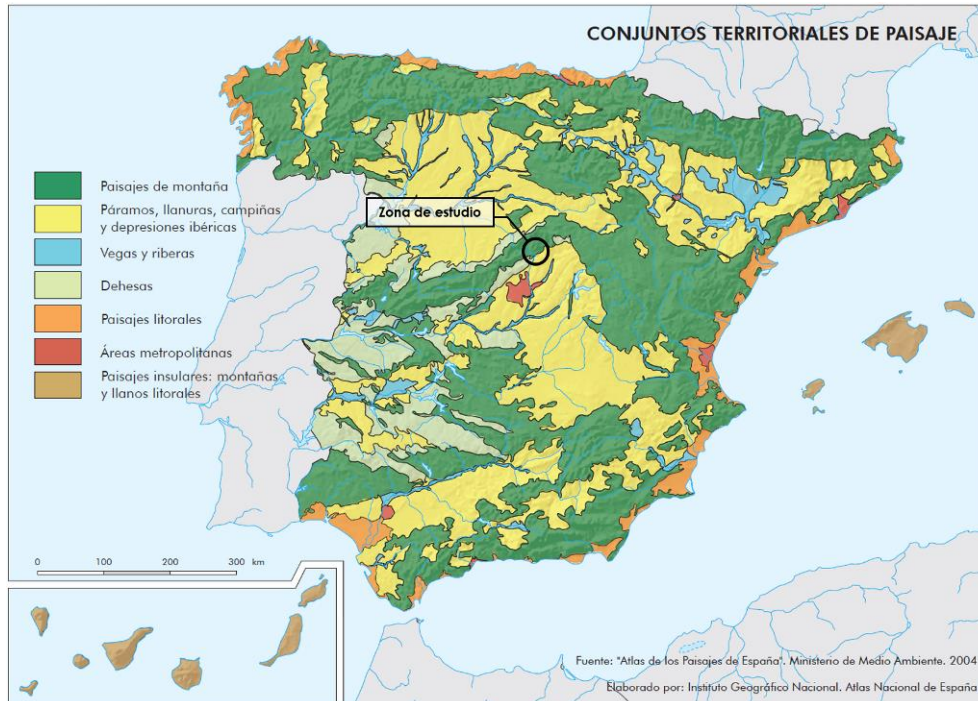 CONJUNTOS TERRITORIALES DE PAISAJE
Paisajes de montaña
Páramos, llanuras, campiñas
y depresiones ibéricas
Vegas y riberas
Dehesas
Paisajes litorales
Áreas metropolitanas
Paisajes insulares: montañas
y llanos litorales
Zona de estudio
0 100 200 300 km
Fuente: "Atlas de los Paisajes de España". Ministerio de Medio Ambiente. 2004
Elaborado por: Instituto Geográfico Nacional. Atlas Nacional de España